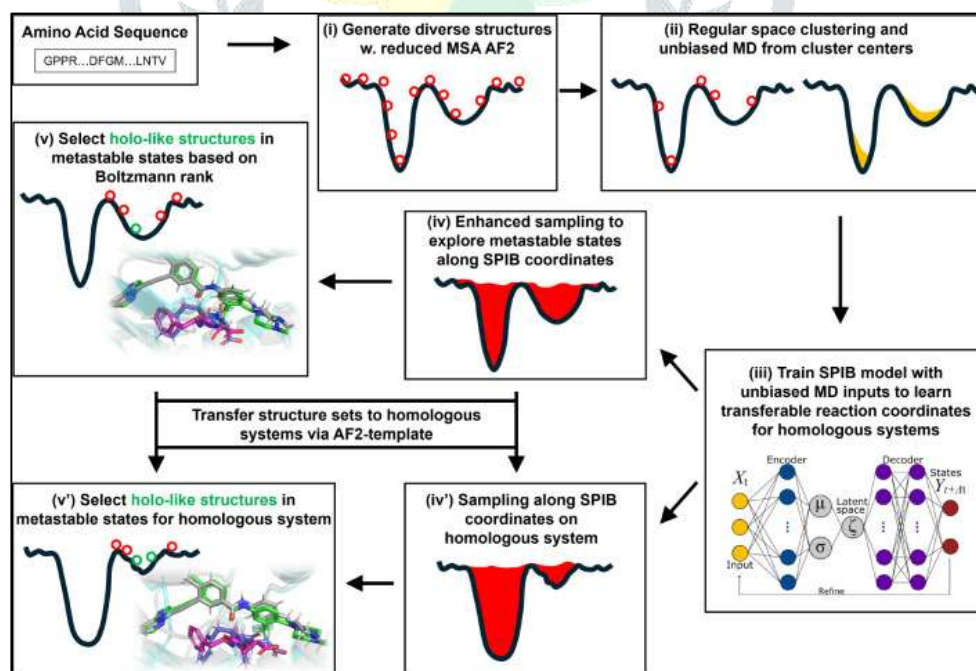 Amino Acid Sequence
GPPR...DFGM...LNTV
(i) Generate diverse structures
w. reduced MSA AF2
(ii) Regular space clustering and
unbiased MD from cluster centers
(v) Select holo-like structures in
metastable states based on
Boltzmann rank
(iv) Enhanced sampling to
explore metastable states
along SPIB coordinates
(iii) Train SPIB model with
unbiased MD inputs to learn
transferable reaction coordinates
for homologous systems
Encoder
Decoder
States
Xt
Yt+Δt
Latent
space
μ
σ
ζ
Input
Refine
Transfer structure sets to homologous
systems via AF2-template
(v') Select holo-like structures in
metastable states for homologous system
(iv') Sampling along SPIB
coordinates on
homologous system